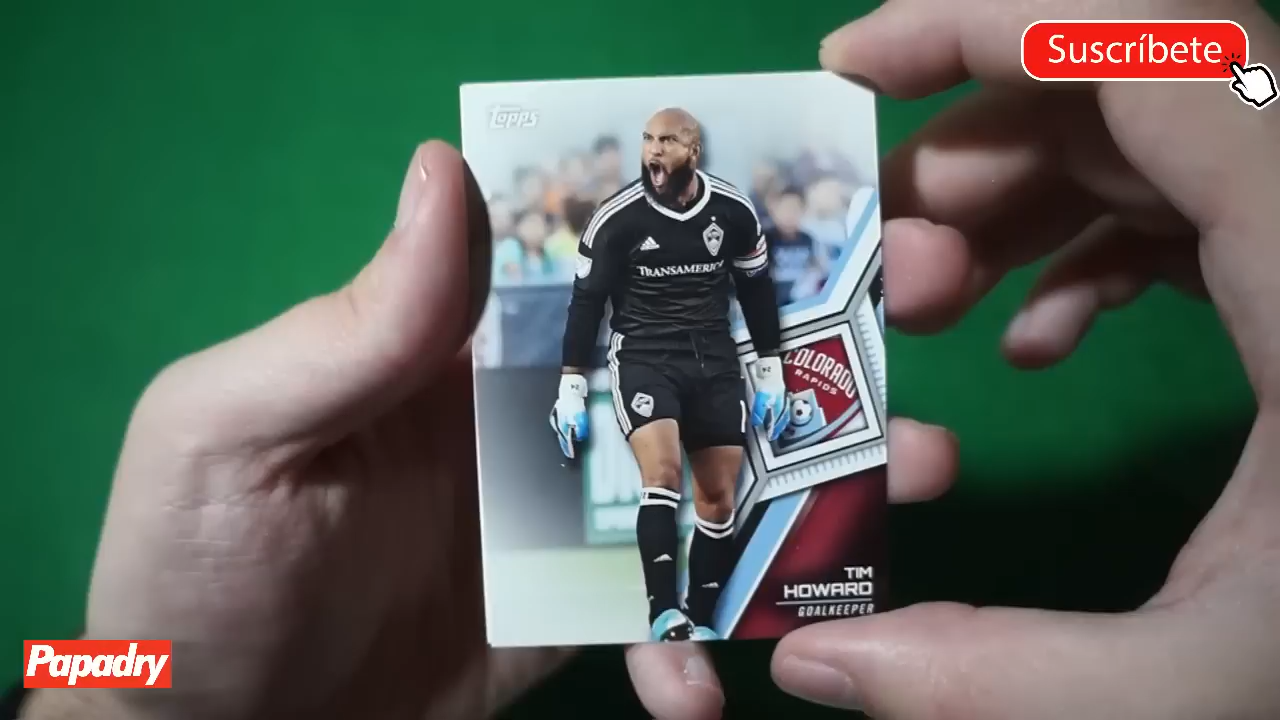 Suscríbete
Topps
TRANSAMERICA
COLORADO
RAPIDS
TIM
HOWARD
GOALKEEPER
Papadry